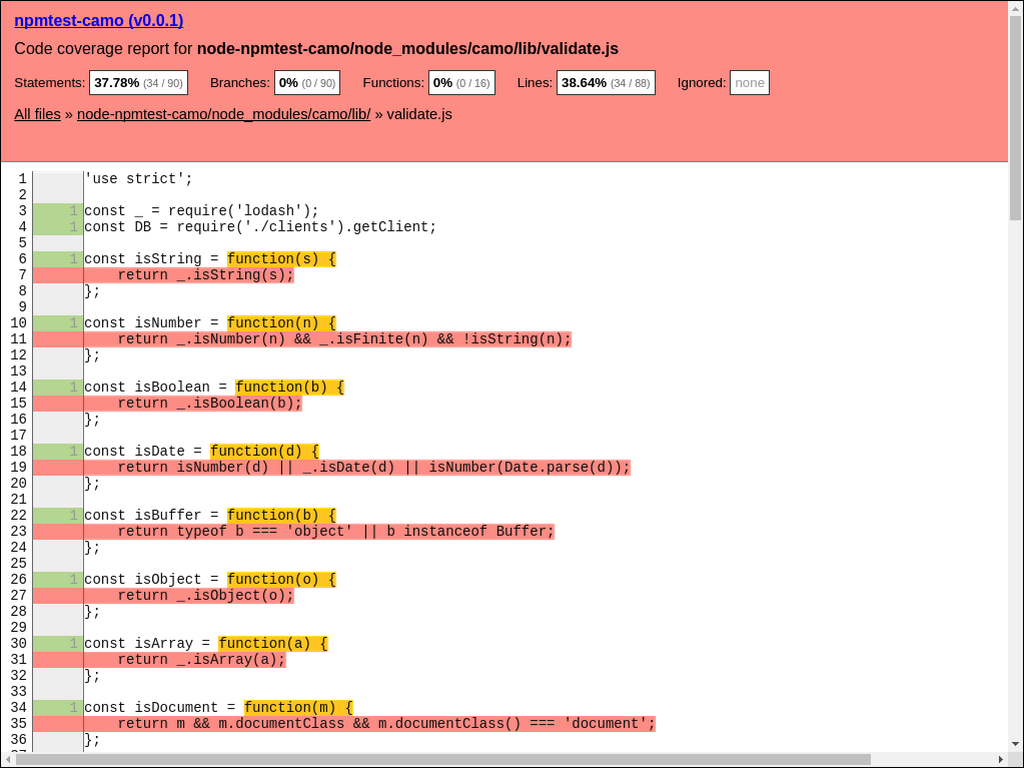 npmtest-camo (v0.0.1)
Code coverage report for node-npmtest-camo/node_modules/camo/lib/validate.js
Statements: 37.78% (34 / 90) Branches: 0% (0 / 90) Functions: 0% (0 / 16) Lines: 38.64% (34 / 88) Ignored: none
All files » node-npmtest-camo/node_modules/camo/lib/ » validate.js
1 'use strict';
2
3 1 const _ = require('lodash');
4 1 const DB = require('./clients').getClient;
5
6 1 const isString = function(s) {
7     return _.isString(s);
8 };
9
10 1 const isNumber = function(n) {
11     return _.isNumber(n) && _.isFinite(n) && !isString(n);
12 };
13
14 1 const isBoolean = function(b) {
15     return _.isBoolean(b);
16 };
17
18 1 const isDate = function(d) {
19     return isNumber(d) || _.isDate(d) || isNumber(Date.parse(d));
20 };
21
22 1 const isBuffer = function(b) {
23     return typeof b === 'object' || b instanceof Buffer;
24 };
25
26 1 const isObject = function(o) {
27     return _.isObject(o);
28 };
29
30 1 const isArray = function(a) {
31     return _.isArray(a);
32 };
33
34 1 const isDocument = function(m) {
35     return m && m.documentClass && m.documentClass() === 'document';
36 };